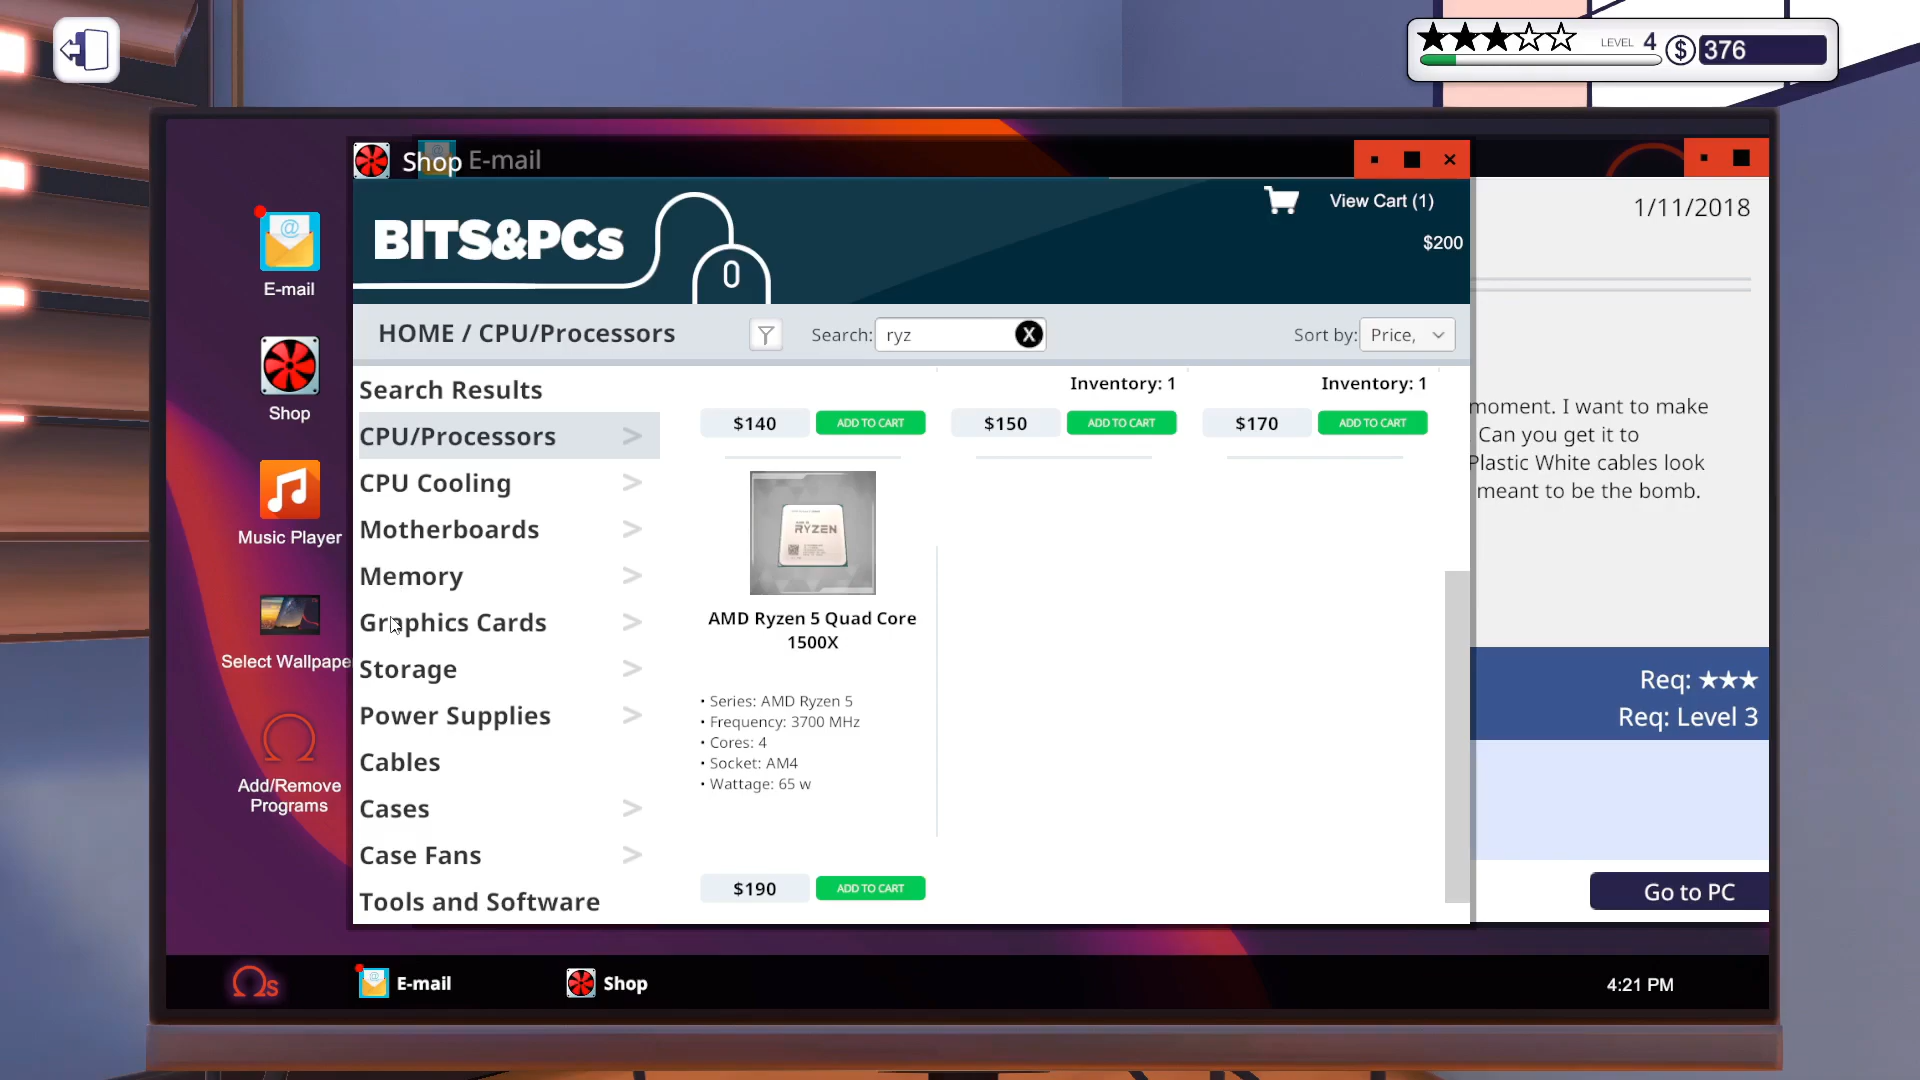 LEVEL 4 $ 376
Shop E-mail
1/11/2018
BITS&PCs
View Cart (1)
$200
HOME / CPU/Processors
Search: ryz X
Sort by: Price,
E-mail
Shop
Music Player
Select Wallpape
Add/Remove
Programs
Search Results
CPU/Processors >
CPU Cooling >
Motherboards >
Memory >
Graphics Cards >
Storage >
Power Supplies >
Cables
Cases >
Case Fans >
Tools and Software
Inventory: 1
Inventory: 1
$140 ADD TO CART
$150 ADD TO CART
$170 ADD TO CART
RYZEN
AMD Ryzen 5 Quad Core
1500X
• Series: AMD Ryzen 5
• Frequency: 3700 MHz
• Cores: 4
• Socket: AM4
• Wattage: 65 w
$190 ADD TO CART
moment. I want to make
Can you get it to
Plastic White cables look
meant to be the bomb.
Req: ★★★
Req: Level 3
Go to PC
Ωs
E-mail
Shop
4:21 PM